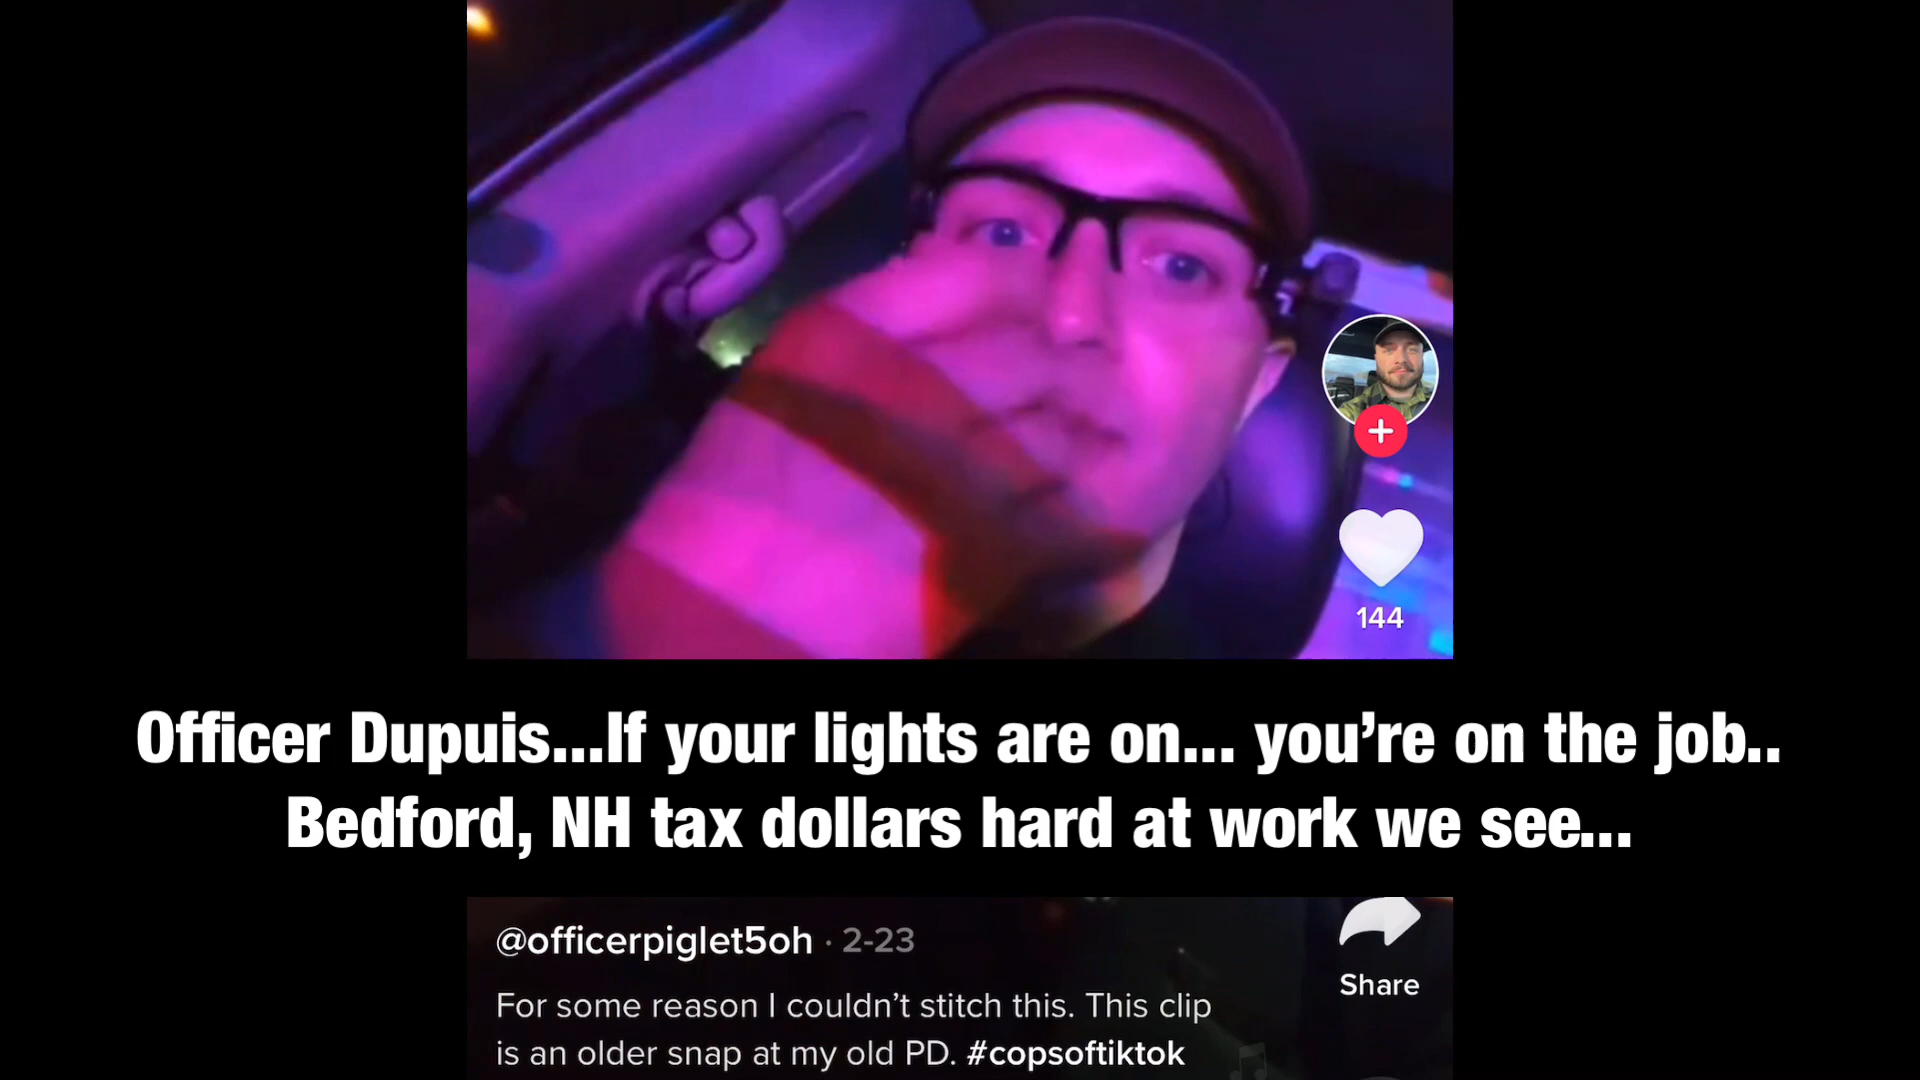 144
Officer Dupuis...If your lights are on... you’re on the job..
Bedford, NH tax dollars hard at work we see...
@officerpiglet5oh · 2-23
Share
For some reason I couldn’t stitch this. This clip
is an older snap at my old PD. #copsoftiktok